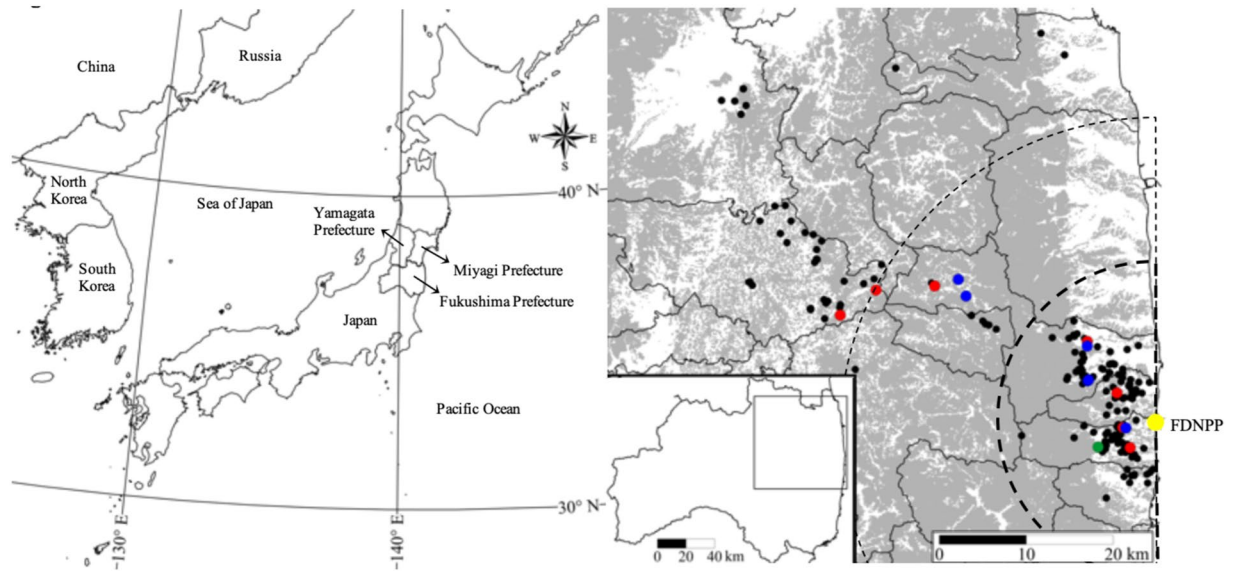 China
Russia
N
W
E
S
North
Korea
40° N
Sea of Japan
Yamagata
Prefecture
Miyagi Prefecture
South
Korea
Fukushima Prefecture
Japan
Pacific Ocean
30° N
130° E
140° E
FDNPP
0 20 40 km
0 10 20 km